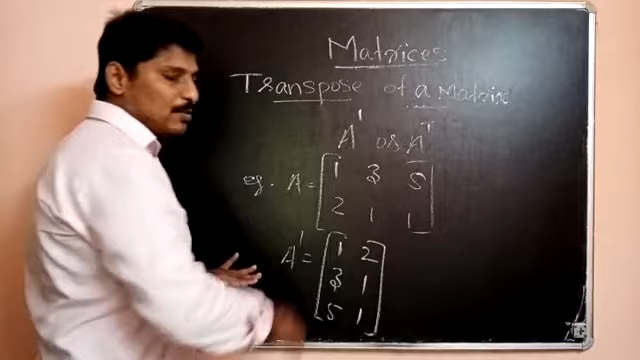 Matrices
Transpose of a Matrix
A' or Aᵀ
eg. A = [1 3 5
2 1 1]
A' = [1 2
3 1
5 1]